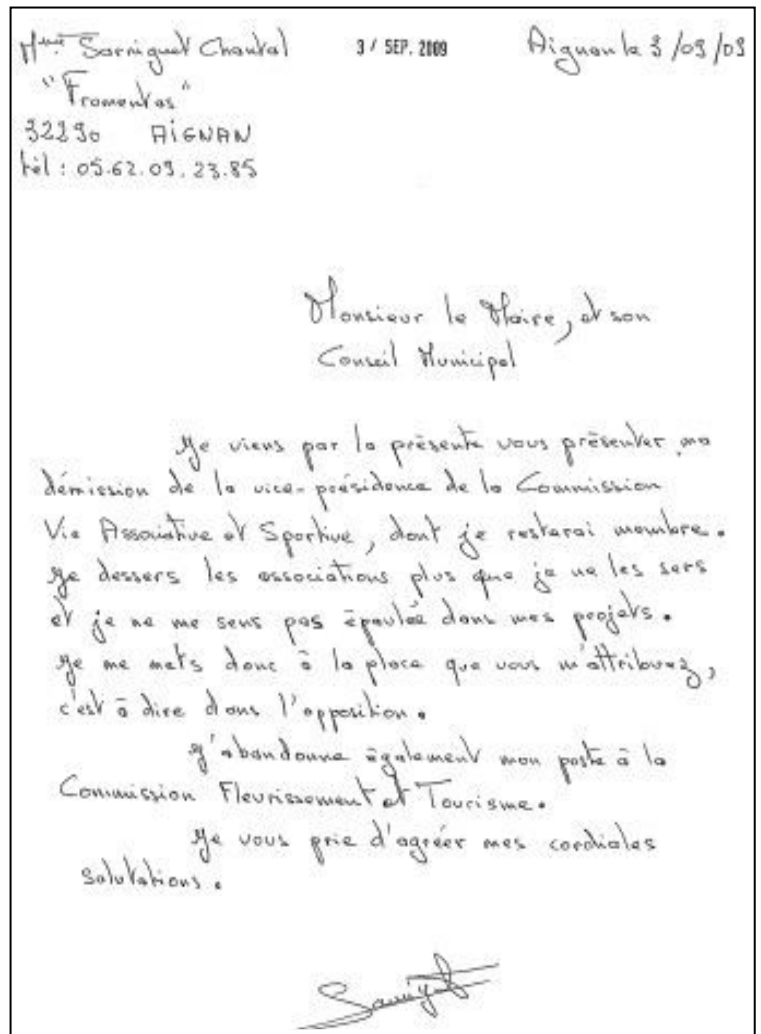 Mme Sarniguet Chantal
3 / SEP. 2009
Aignan le 3/09/09
"Fromentas"
32290 AIGNAN
tél : 05.62.09.23.85
Monsieur le Maire, et son
Conseil Municipal
Je viens par la présente vous présenter ma
démission de la vice-présidence de la Commission
Vie Associative et Sportive, dont je resterai membre.
Je dessers les associations plus que je ne les sers
et je ne me sens pas épaulée dans mes projets.
Je me mets donc à la place que vous m'attribuez,
c'est à dire dans l'opposition.
J'abandonne également mon poste à la
Commission Fleurissement et Tourisme.
Je vous prie d'agréer mes cordiales
salutations.